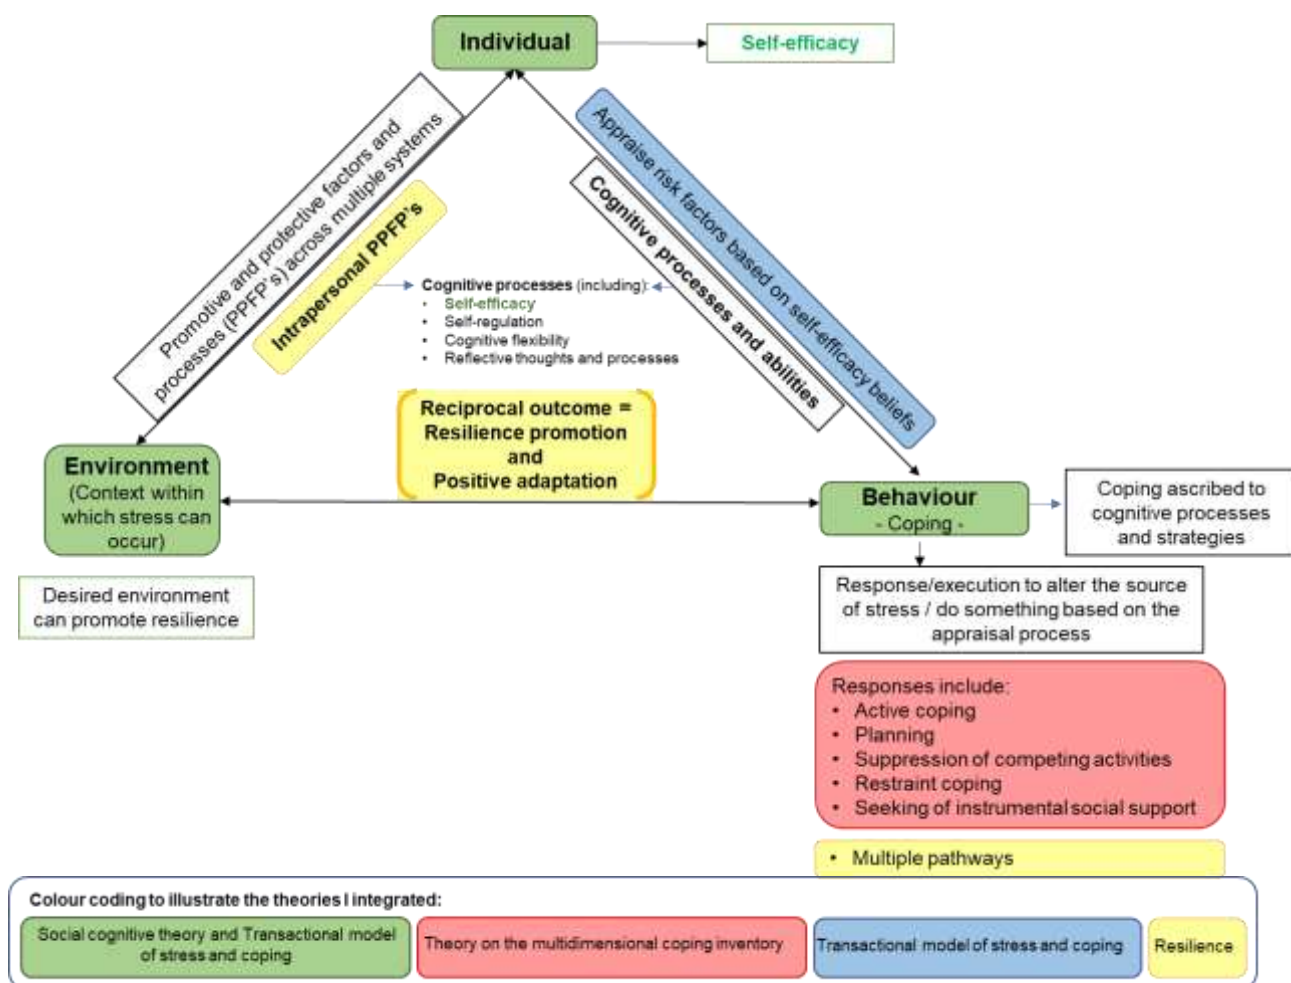 Individual
Self-efficacy
Promotive and protective factors and
processes (PPFP's) across multiple systems
Intrapersonal PPFP's
Appraise risk factors based on self-efficacy beliefs
Cognitive processes and abilities
Cognitive processes (including):
• Self-efficacy
• Self-regulation
• Cognitive flexibility
• Reflective thoughts and processes
Reciprocal outcome =
Resilience promotion
and
Positive adaptation
Environment
(Context within
which stress can
occur)
Desired environment
can promote resilience
Behaviour
- Coping -
Coping ascribed to
cognitive processes
and strategies
Response/execution to alter the source
of stress / do something based on the
appraisal process
Responses include:
• Active coping
• Planning
• Suppression of competing activities
• Restraint coping
• Seeking of instrumental social support
• Multiple pathways
Colour coding to illustrate the theories I integrated:
Social cognitive theory and Transactional model
of stress and coping
Theory on the multidimensional coping inventory
Transactional model of stress and coping
Resilience